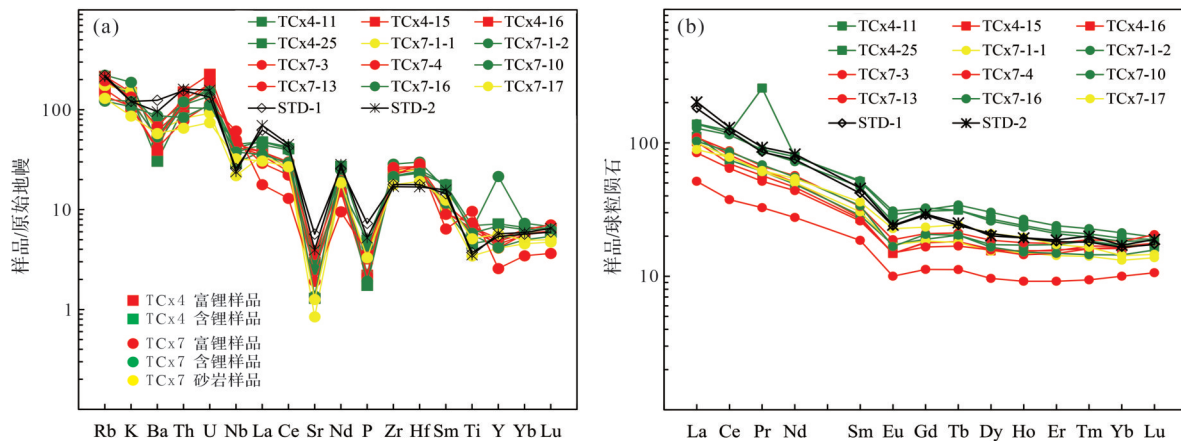 (a)
TCx4-11 TCx4-15 TCx4-16
TCx4-25 TCx7-1-1 TCx7-1-2
TCx7-3 TCx7-4 TCx7-10
TCx7-13 TCx7-16 TCx7-17
STD-1 STD-2
100
10
1
样品/原始地幔
TCx4 富锂样品
TCx4 含锂样品
TCx7 富锂样品
TCx7 含锂样品
TCx7 砂岩样品
Rb K Ba Th U Nb La Ce Sr Nd P Zr Hf Sm Ti Y Yb Lu
(b)
TCx4-11 TCx4-15 TCx4-16
TCx4-25 TCx7-1-1 TCx7-1-2
TCx7-3 TCx7-4 TCx7-10
TCx7-13 TCx7-16 TCx7-17
STD-1 STD-2
100
10
样品/球粒陨石
La Ce Pr Nd Sm Eu Gd Tb Dy Ho Er Tm Yb Lu